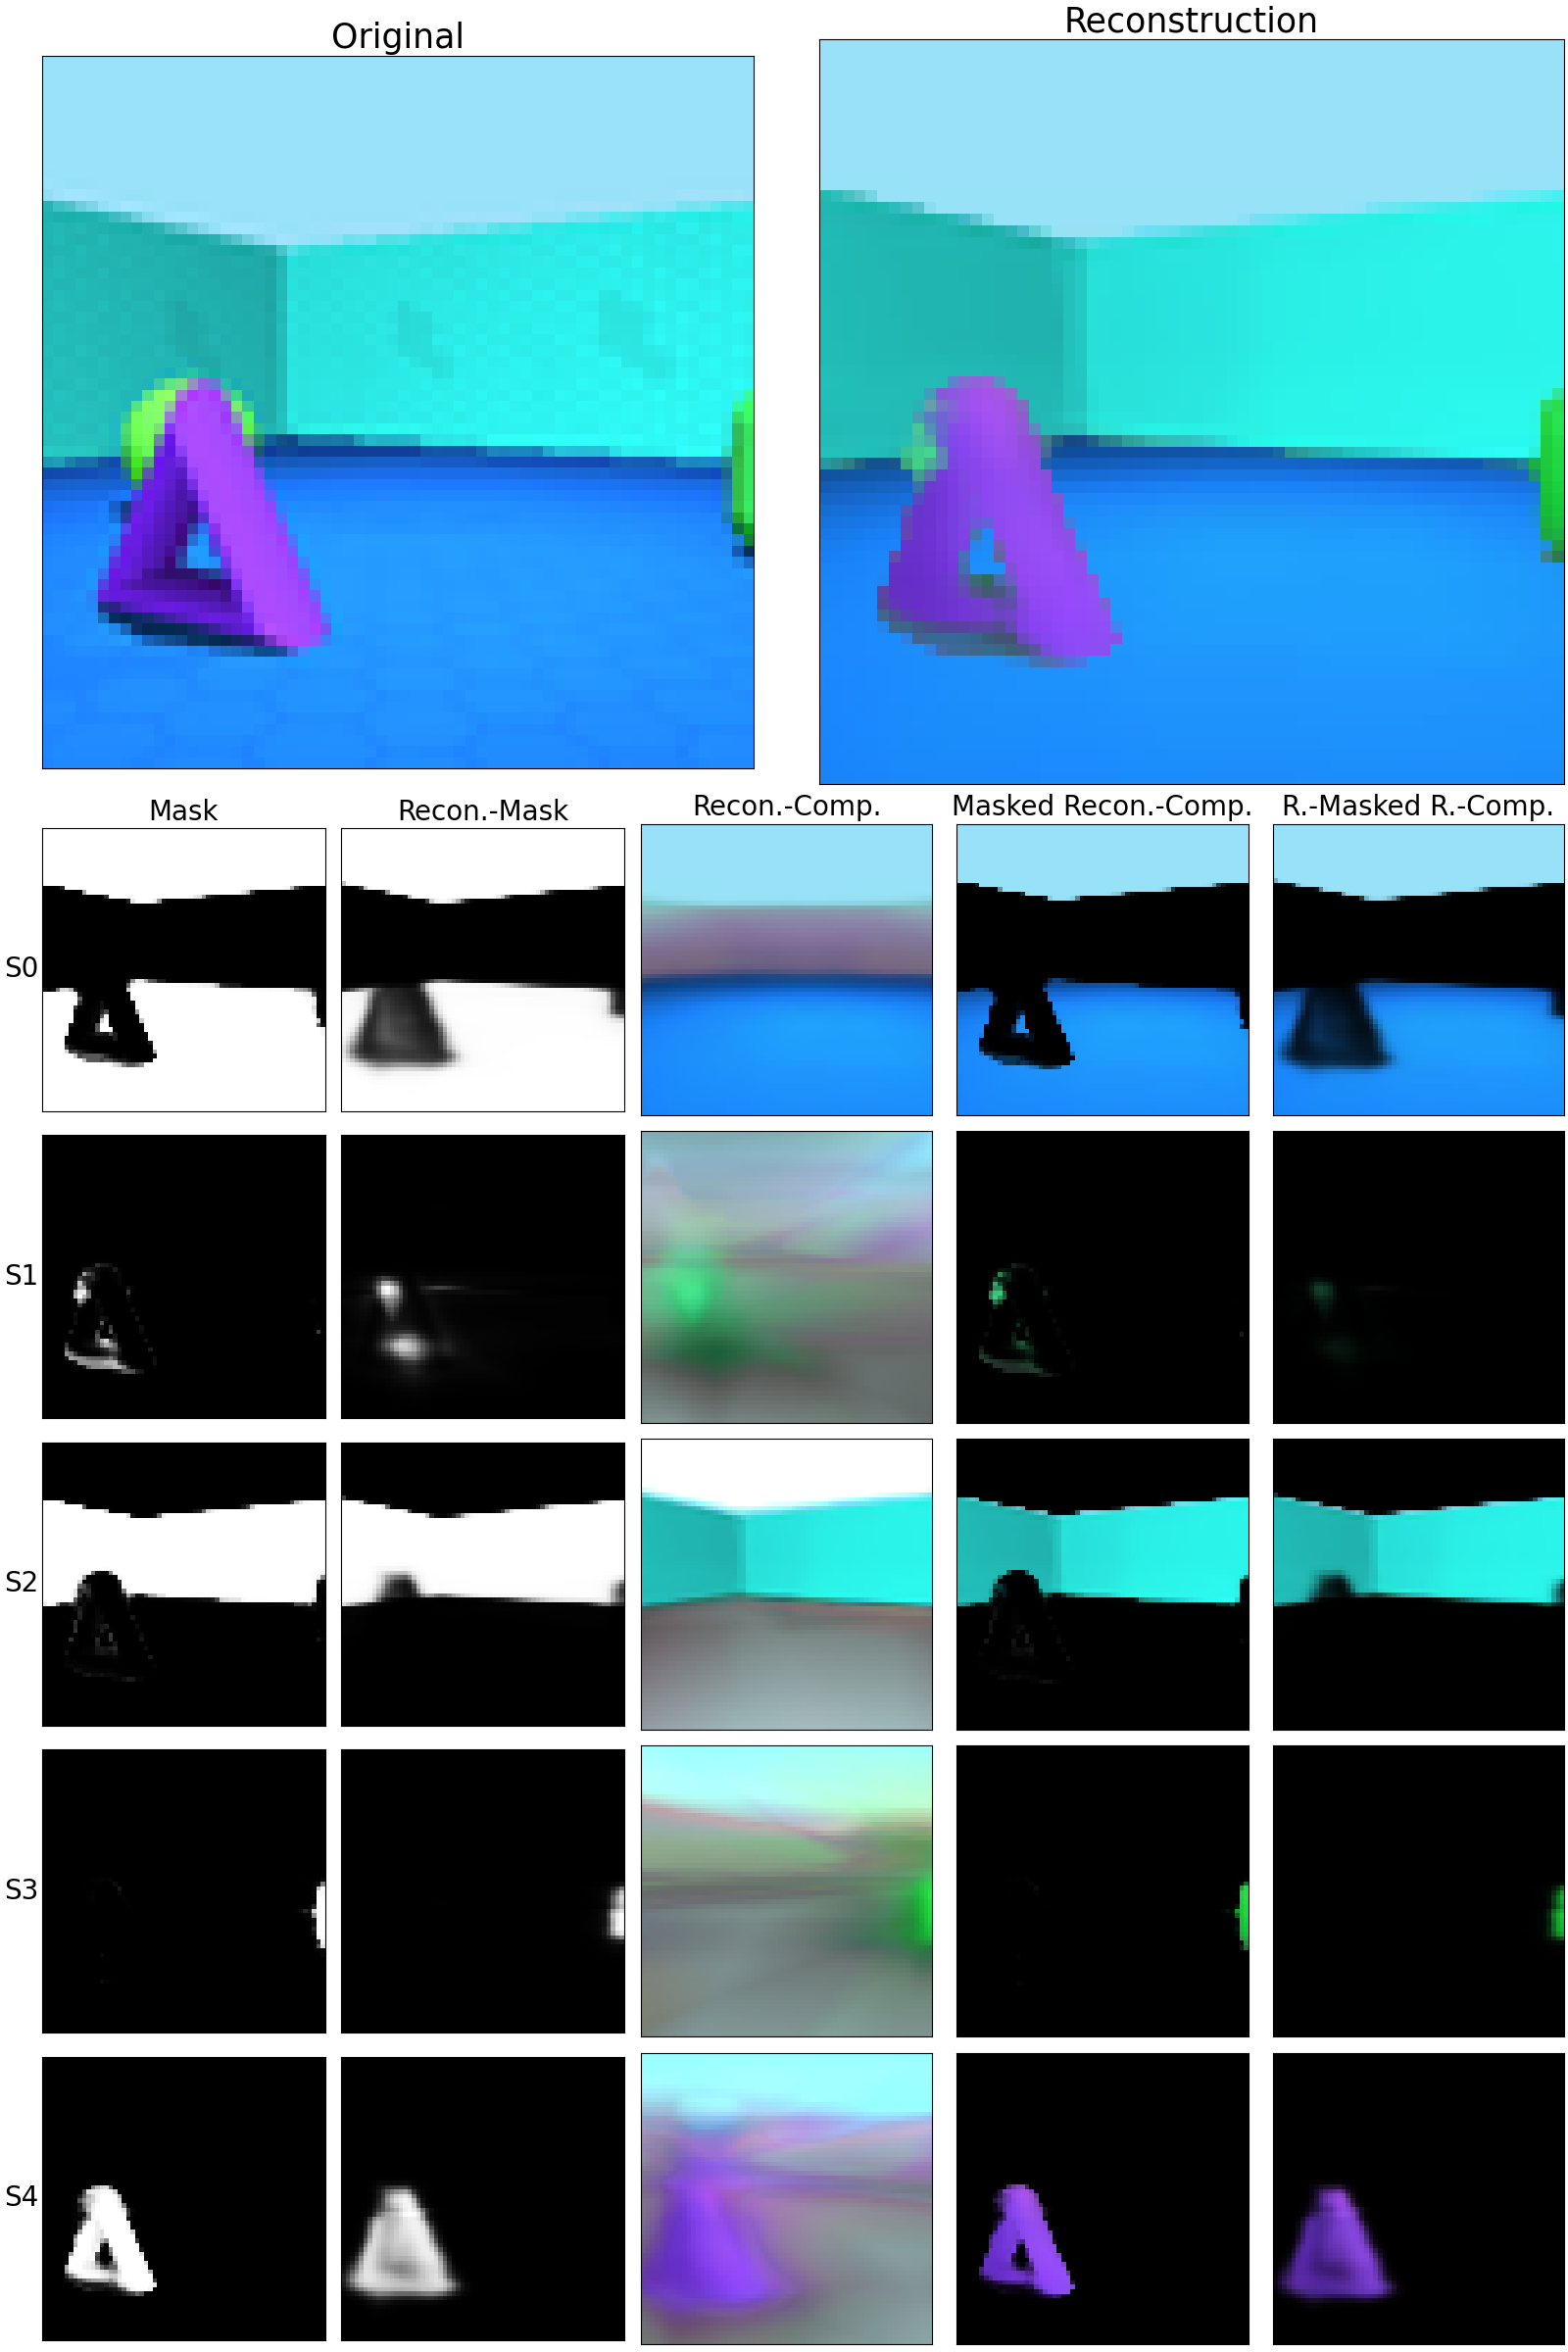 Original
Reconstruction
Mask
Recon.-Mask
Recon.-Comp.
Masked Recon.-Comp.
R.-Masked R.-Comp.
S0
S1
S2
S3
S4